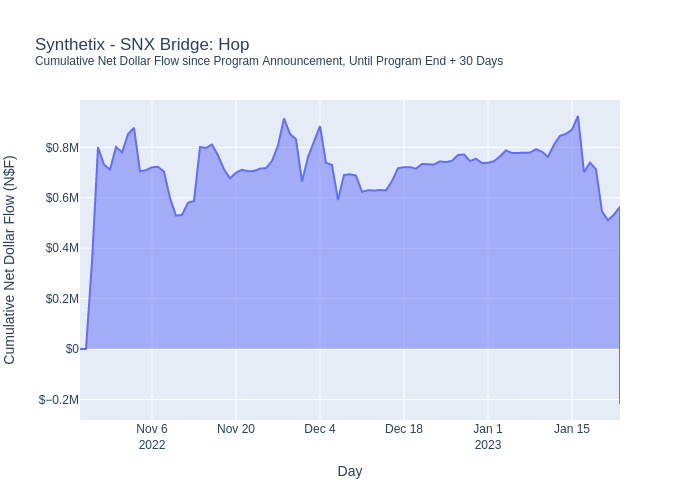 Synthetix - SNX Bridge: Hop
Cumulative Net Dollar Flow since Program Announcement, Until Program End + 30 Days
Cumulative Net Dollar Flow (N$F)
$0.8M
$0.6M
$0.4M
$0.2M
$0
$−0.2M
Nov 6
2022
Nov 20
Dec 4
Dec 18
Jan 1
2023
Jan 15
Day